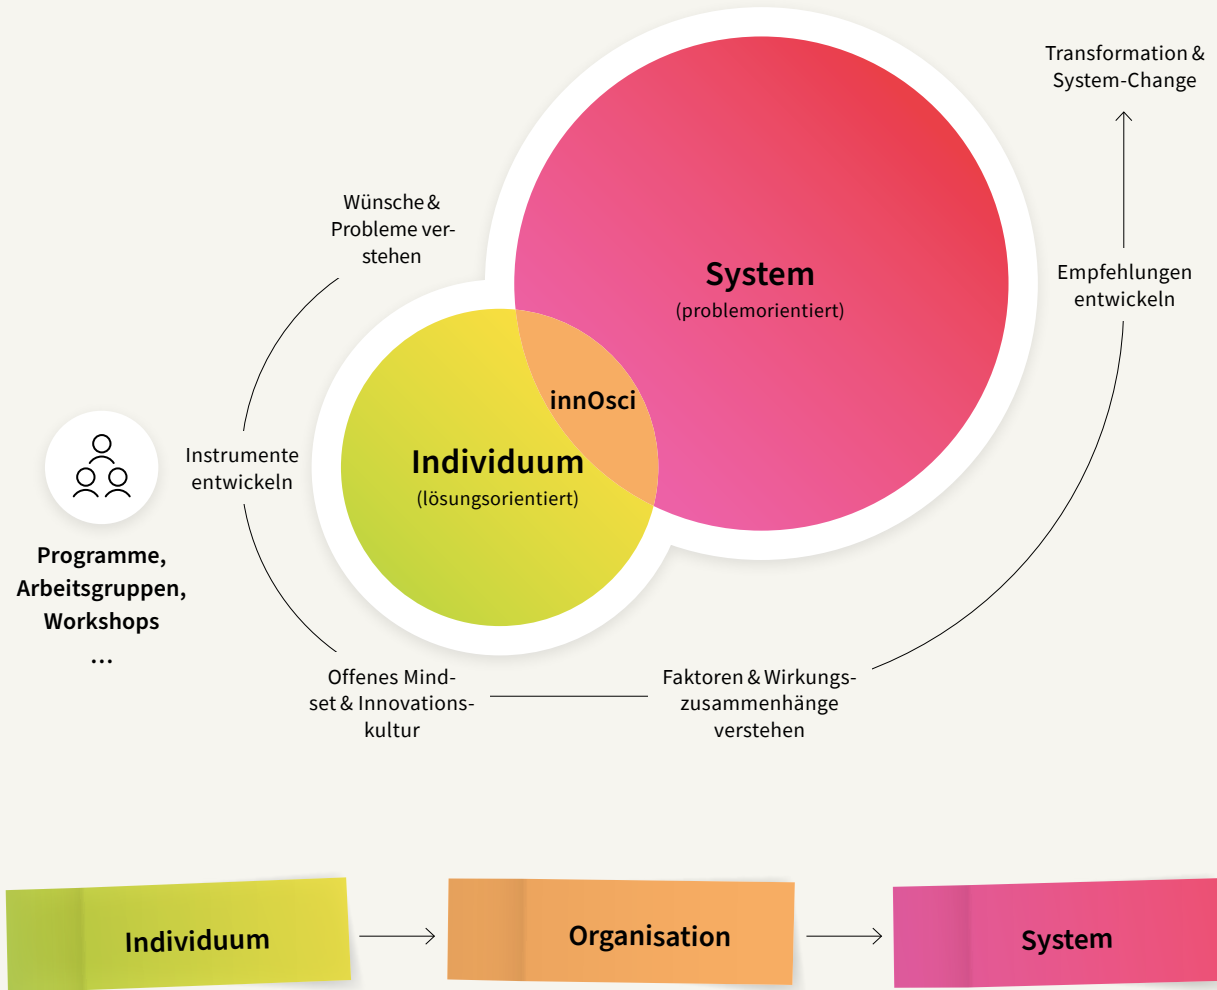 Transformation &
System-Change
Wünsche &
Probleme ver-
stehen
System
(problemorientiert)
Empfehlungen
entwickeln
innOsci
Individuum
(lösungsorientiert)
Instrumente
entwickeln
Programme,
Arbeitsgruppen,
Workshops
...
Offenes Mind-
set & Innovations-
kultur
Faktoren & Wirkungs-
zusammenhänge
verstehen
Individuum
Organisation
System